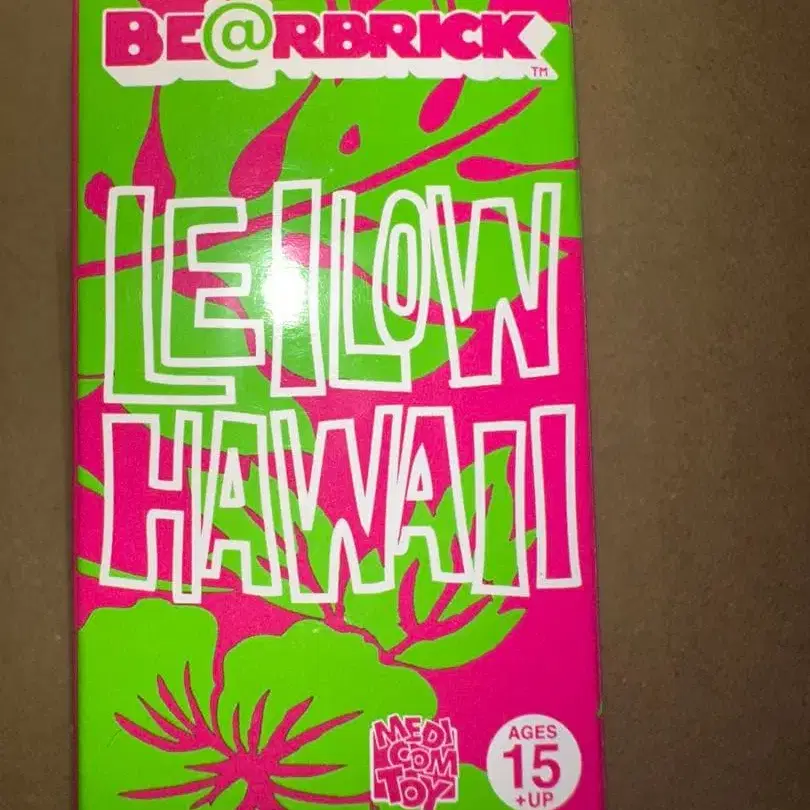 BE@RBRICK
TM
LEILOW
HAWAII
MEDI
COM
TOY
AGES
15
+UP